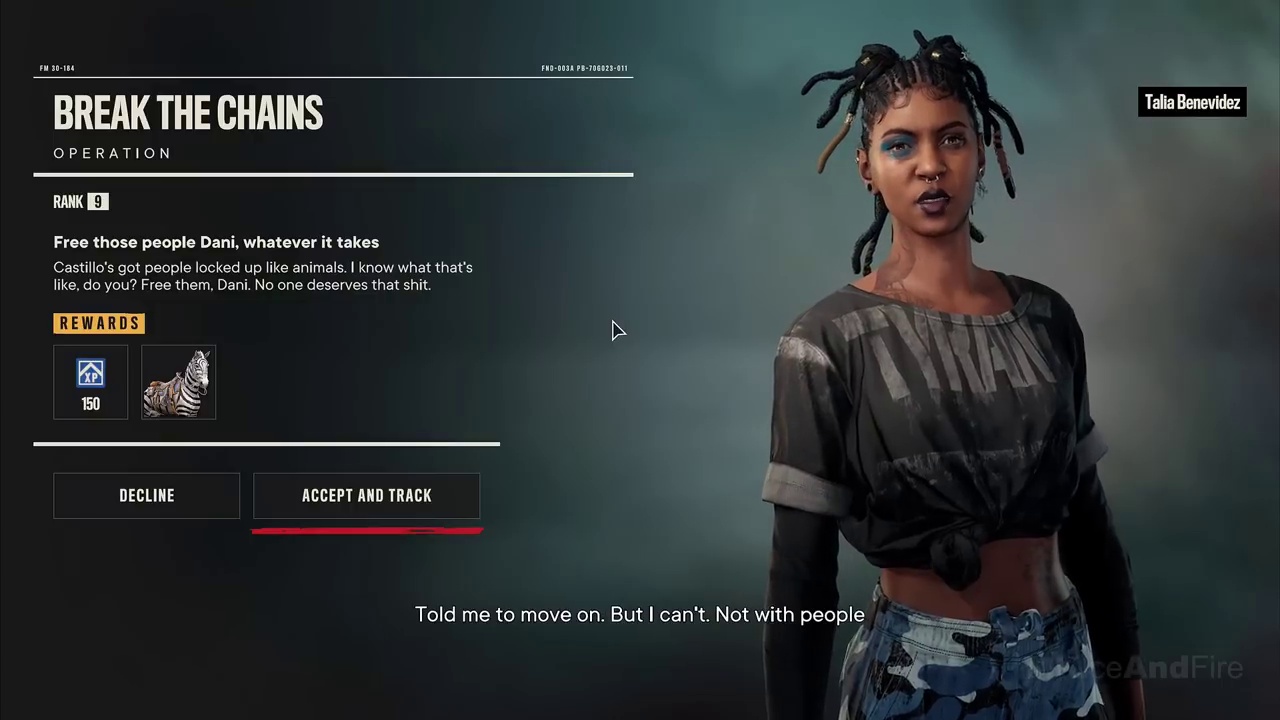 FM 30-184
FND-003A PB-706023-011
BREAK THE CHAINS
OPERATION
Talia Benevidez
RANK 9
Free those people Dani, whatever it takes
Castillo's got people locked up like animals. I know what that's
like, do you? Free them, Dani. No one deserves that shit.
REWARDS
XP
150
TYRAN
DECLINE
ACCEPT AND TRACK
Told me to move on. But I can't. Not with people
AndFire